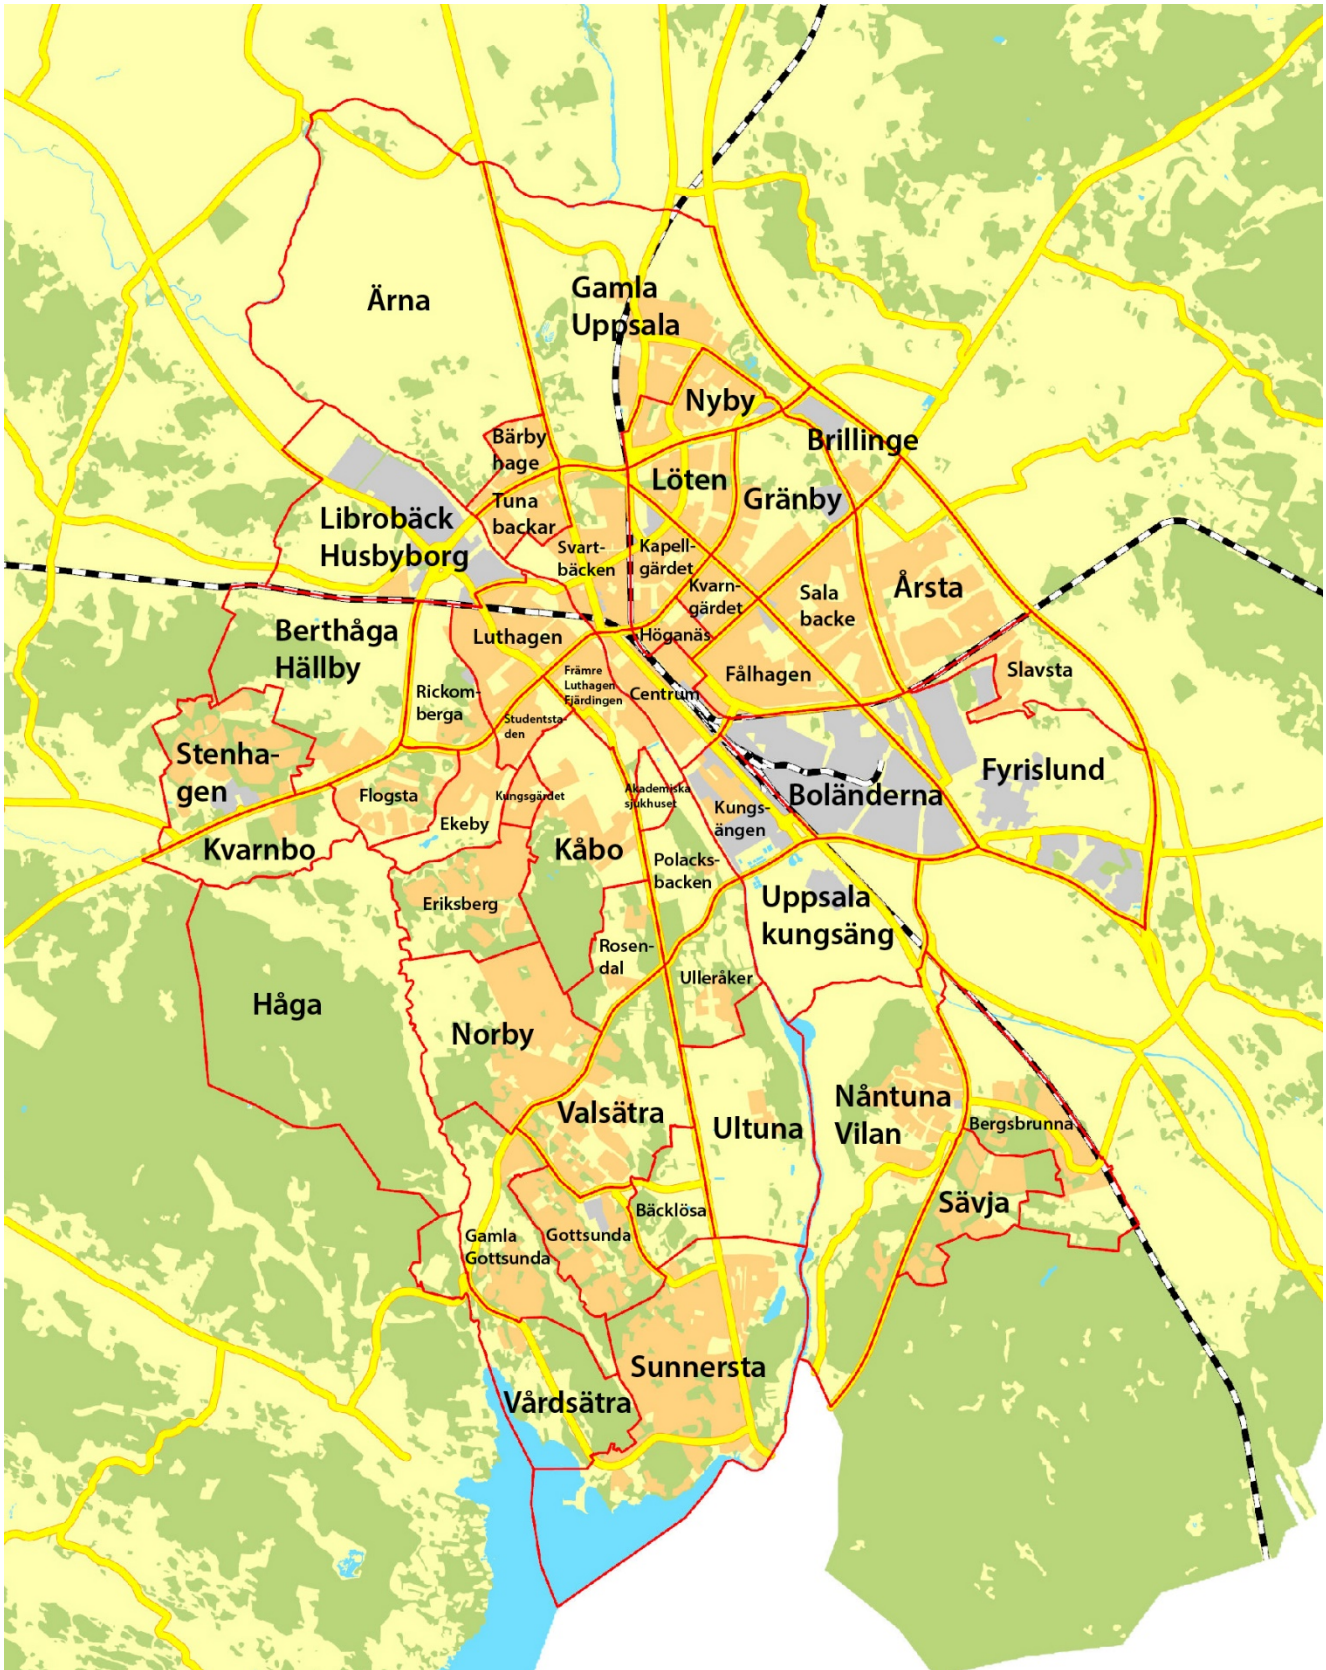 Ärna
Gamla
Uppsala
Nyby
Bärby
hage
Brillinge
Löten
Gränby
Tuna
backar
Librobäck
Husbyborg
Svart-
bäcken
Kapell-
gärdet
Kvarn-
gärdet
Sala
backe
Årsta
Berthåga
Hällby
Luthagen
Höganäs
Främre
Luthagen
Fjärdingen
Centrum
Fålhagen
Slavsta
Rickom-
berga
Studentsta-
den
Stenha-
gen
Flogsta
Kungsgärdet
Akademiska
sjukhuset
Kungs-
ängen
Boländerna
Fyrislund
Ekeby
Kvarnbo
Kåbo
Polacks-
backen
Eriksberg
Uppsala
kungsäng
Rosen-
dal
Ulleråker
Håga
Norby
Valsätra
Ultuna
Nåntuna
Vilan
Bergsbrunna
Sävja
Bäcklösa
Gamla
Gottsunda
Gottsunda
Sunnersta
Vårdsätra